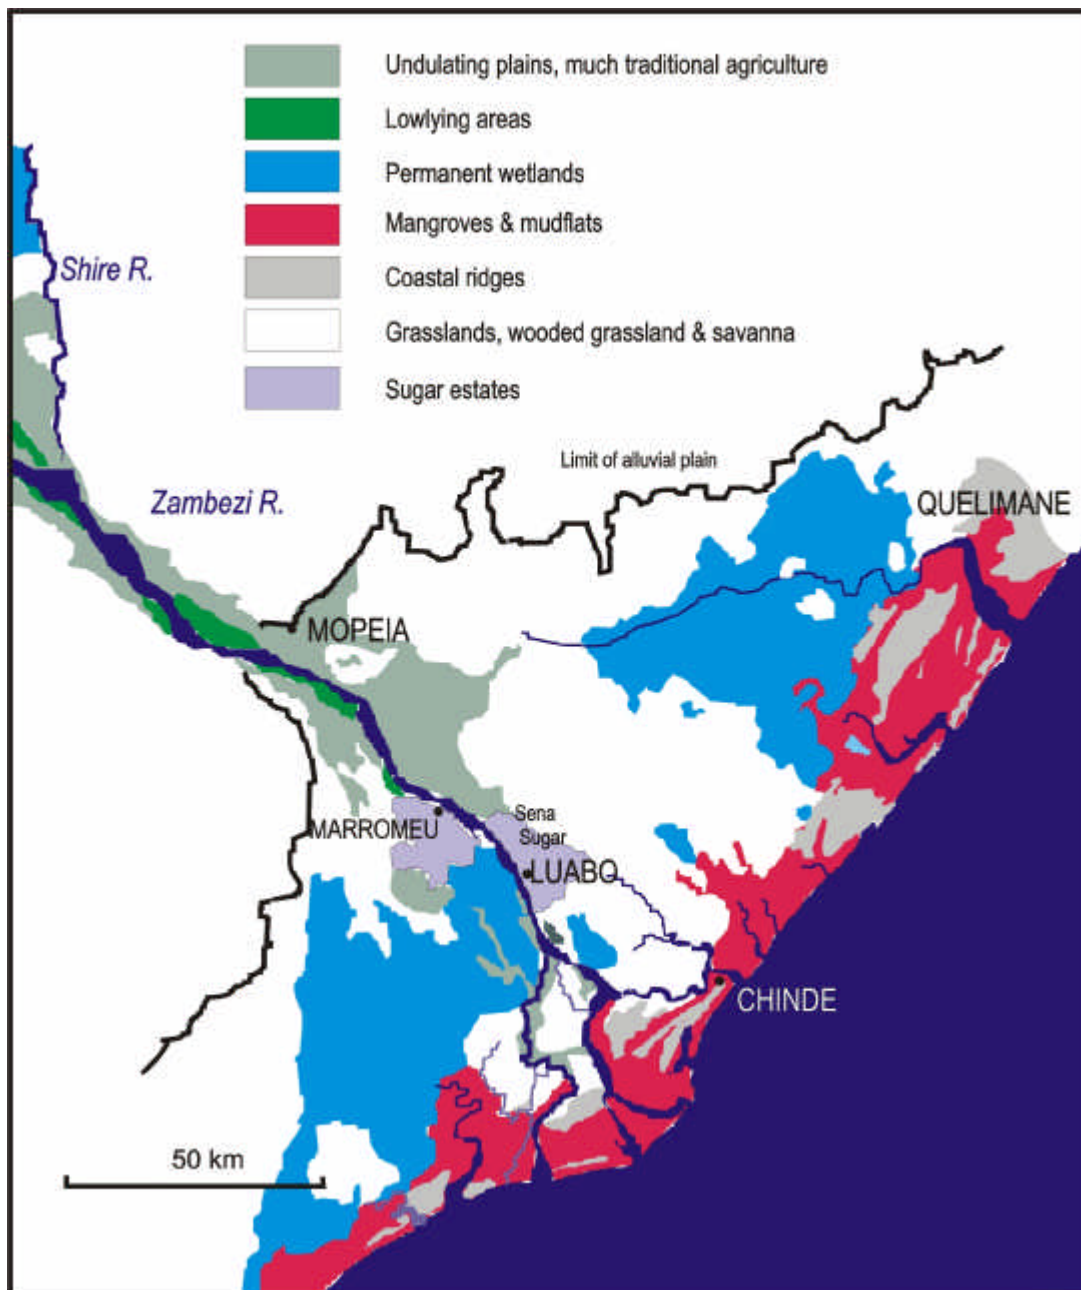 Undulating plains, much traditional agriculture
Lowlying areas
Permanent wetlands
Mangroves & mudflats
Shire R.
Coastal ridges
Grasslands, wooded grassland & savanna
Sugar estates
Limit of alluvial plain
Zambezi R.
QUELIMANE
MOPEIA
MARROMEU
Sena
Sugar
LUABO
CHINDE
50 km